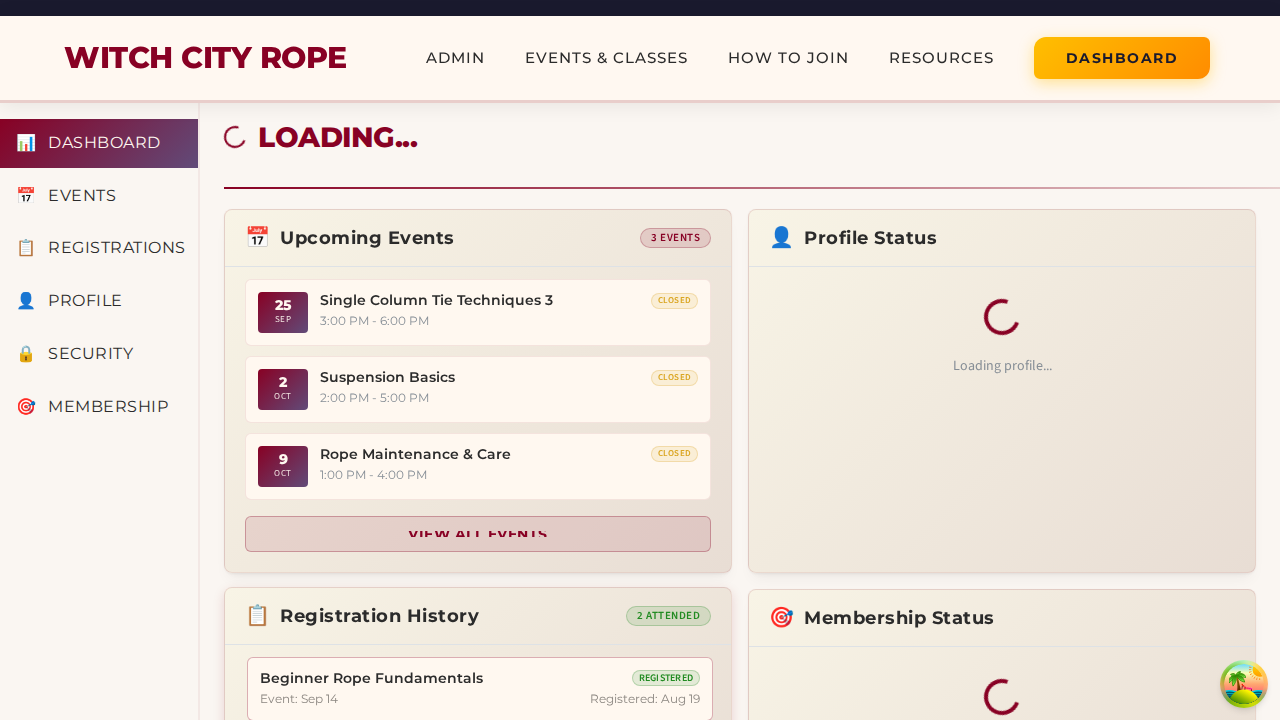 WITCH CITY ROPE
ADMIN
EVENTS & CLASSES
HOW TO JOIN
RESOURCES
DASHBOARD
DASHBOARD
EVENTS
REGISTRATIONS
PROFILE
SECURITY
MEMBERSHIP
LOADING...
Upcoming Events
3 EVENTS
25
SEP
Single Column Tie Techniques 3
3:00 PM - 6:00 PM
CLOSED
2
OCT
Suspension Basics
2:00 PM - 5:00 PM
CLOSED
9
OCT
Rope Maintenance & Care
1:00 PM - 4:00 PM
CLOSED
VIEW ALL EVENTS
Profile Status
Loading profile...
Registration History
2 ATTENDED
Beginner Rope Fundamentals
REGISTERED
Event: Sep 14
Registered: Aug 19
Membership Status